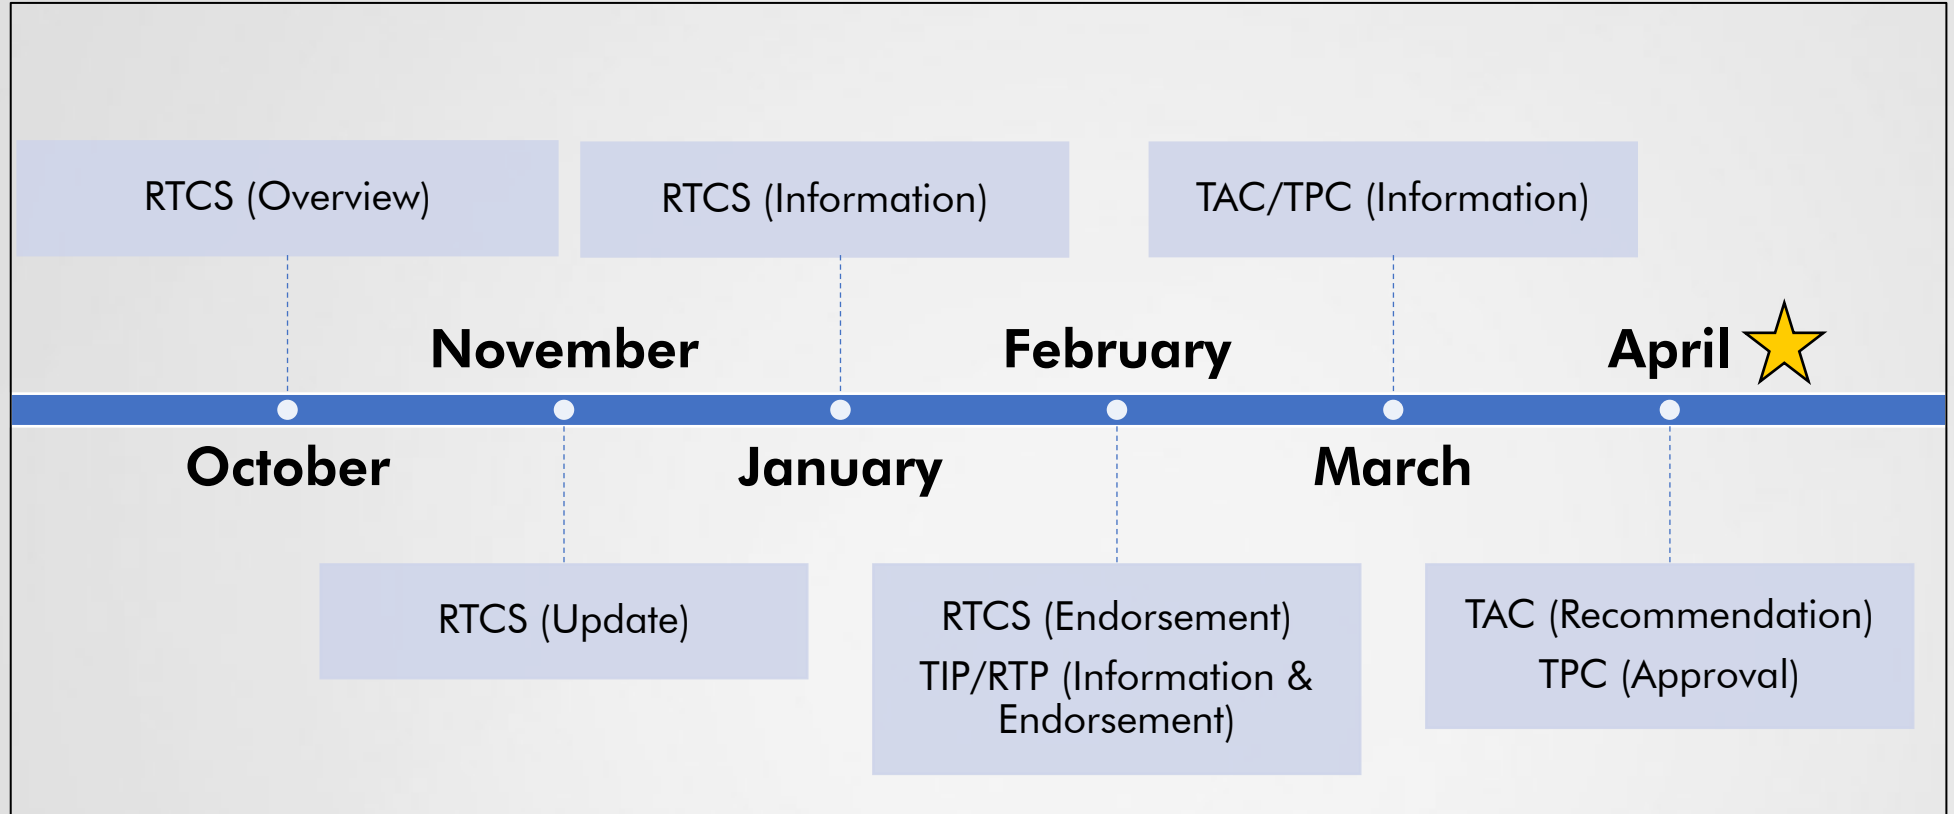 RTCS (Overview)
RTCS (Information)
TAC/TPC (Information)
November
February
April
October
January
March
RTCS (Update)
RTCS (Endorsement)
TIP/RTP (Information &
Endorsement)
TAC (Recommendation)
TPC (Approval)